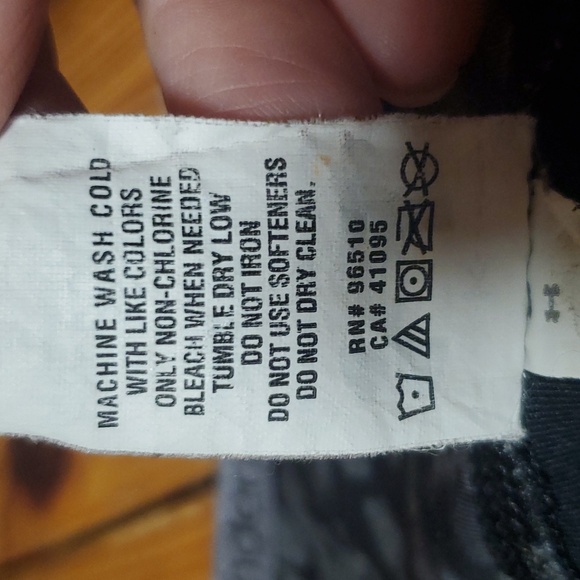 MACHINE WASH COLD
WITH LIKE COLORS
ONLY NON-CHLORINE
BLEACH WHEN NEEDED
TUMBLE DRY LOW
DO NOT IRON
DO NOT USE SOFTENERS
DO NOT DRY CLEAN.
RN# 96510
CA# 41095